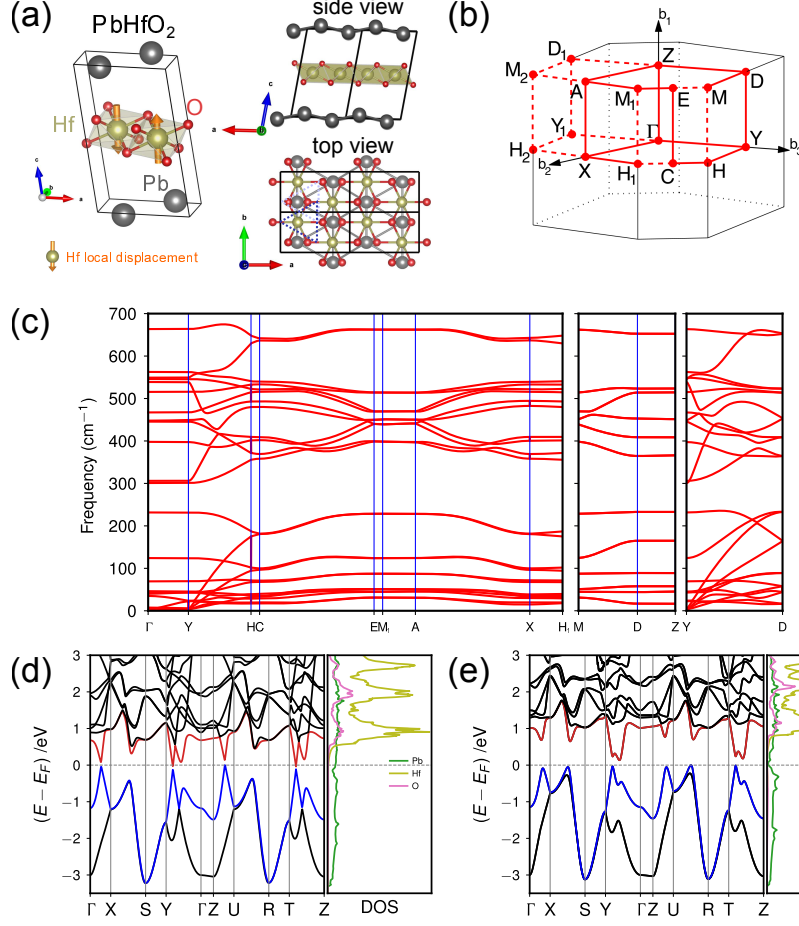 (a)
PbHfO2
side view
Hf
O
Pb
c
b
a
Hf local displacement
c
a
b
top view
b
a
(b)
b1
D1
Z
M2
A
M1
E
M
D
Y1
Γ
Y
b3
H2
b2
X
H1
C
H
(c)
Frequency (cm⁻¹)
700
600
500
400
300
200
100
0
Γ Y HC EM1 A X H1 M D Z Y D
(d)
(E − EF) /eV
3
2
1
0
−1
−2
−3
Γ X S Y Γ Z U R T Z
Pb
Hf
O
DOS
(e)
(E − EF) /eV
3
2
1
0
−1
−2
−3
Γ X S Y Γ Z U R T Z